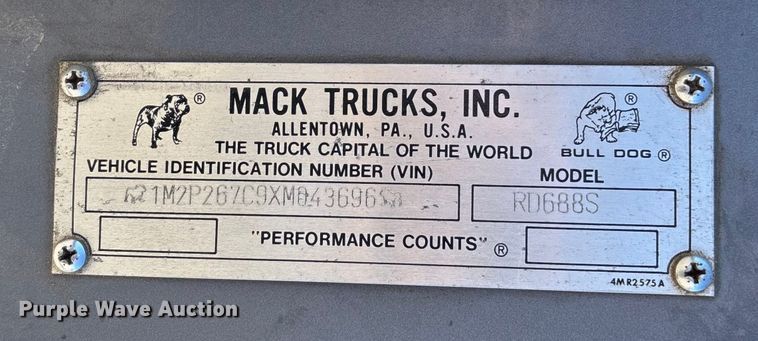 MACK TRUCKS, INC.
ALLENTOWN, PA., U.S.A.
THE TRUCK CAPITAL OF THE WORLD
BULL DOG ®
VEHICLE IDENTIFICATION NUMBER (VIN)
MODEL
1M2P267C9XM043696
RD688S
"PERFORMANCE COUNTS" ®
4MR2575A
Purple Wave Auction